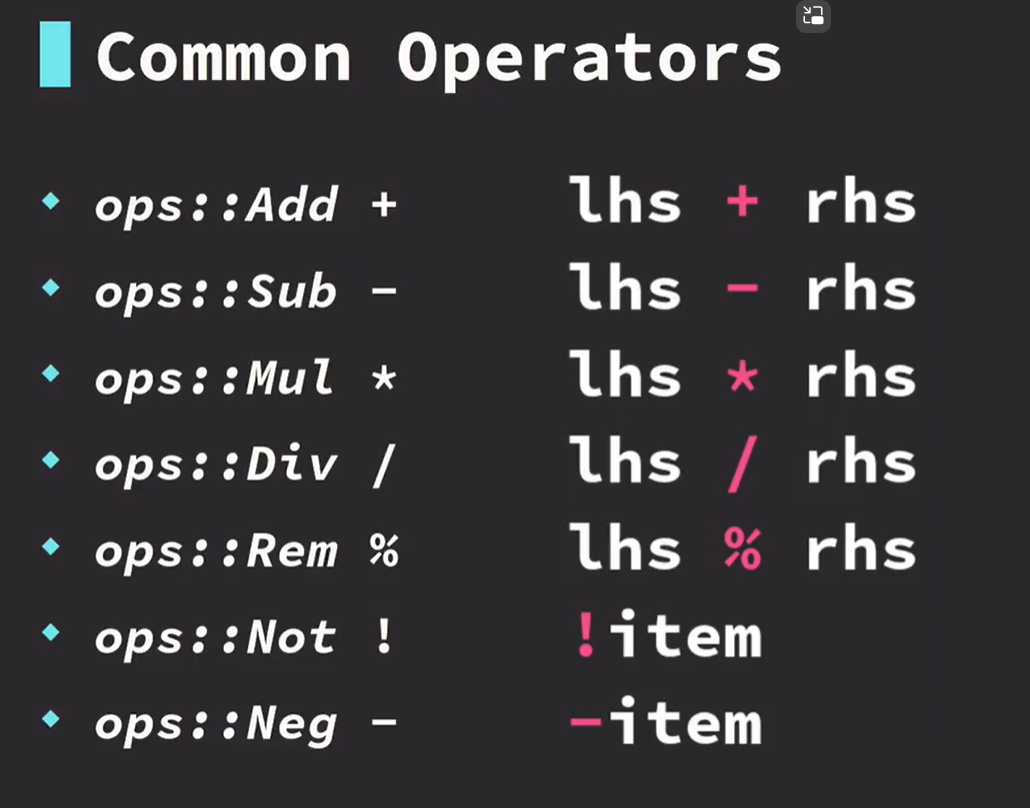 Common Operators
ops::Add + lhs + rhs
ops::Sub - lhs - rhs
ops::Mul * lhs * rhs
ops::Div / lhs / rhs
ops::Rem % lhs % rhs
ops::Not ! !item
ops::Neg - -item